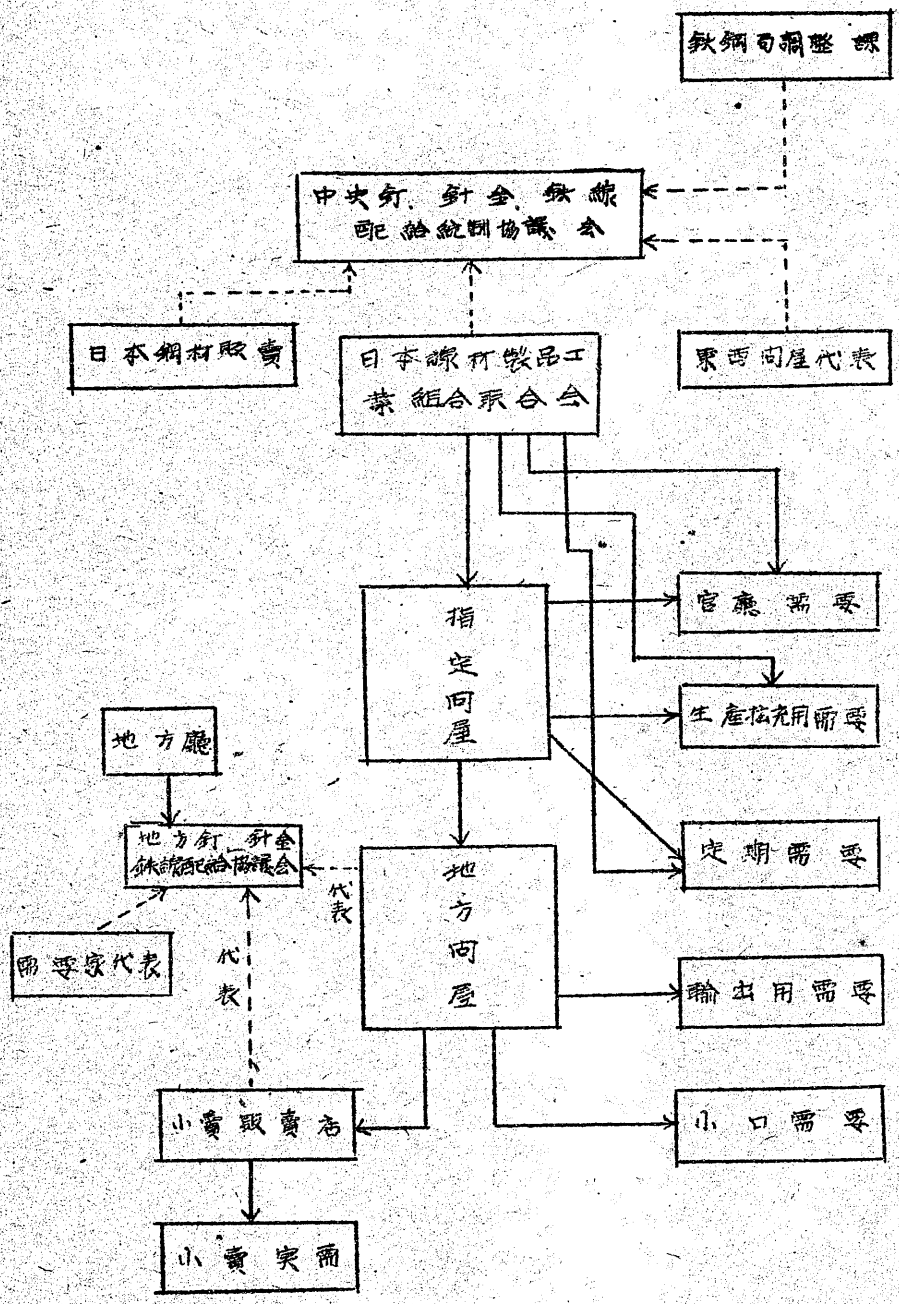 鉄鋼局調整課
中央釘、針金、鉄線
配給統制協議会
日本鋼材販賣
日本線材製品工
業組合聯合会
東西問屋代表
指定問屋
官廳需要
生産拡充用需要
地方廳
地方釘、針金
鉄線配給協議会
定期需要
地方問屋
代表
需要家代表
代表
輸出用需要
小賣販賣店
小口需要
小賣実需